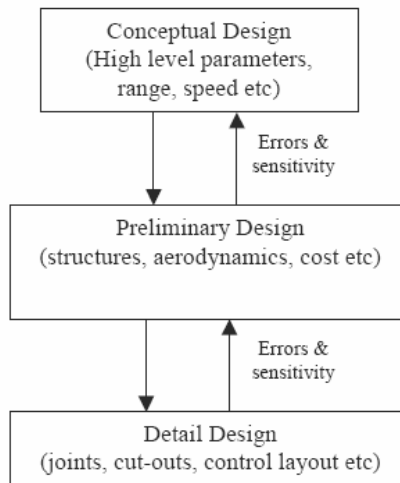 Conceptual Design
(High level parameters,
range, speed etc)
Errors &
sensitivity
Preliminary Design
(structures, aerodynamics, cost etc)
Errors &
sensitivity
Detail Design
(joints, cut-outs, control layout etc)